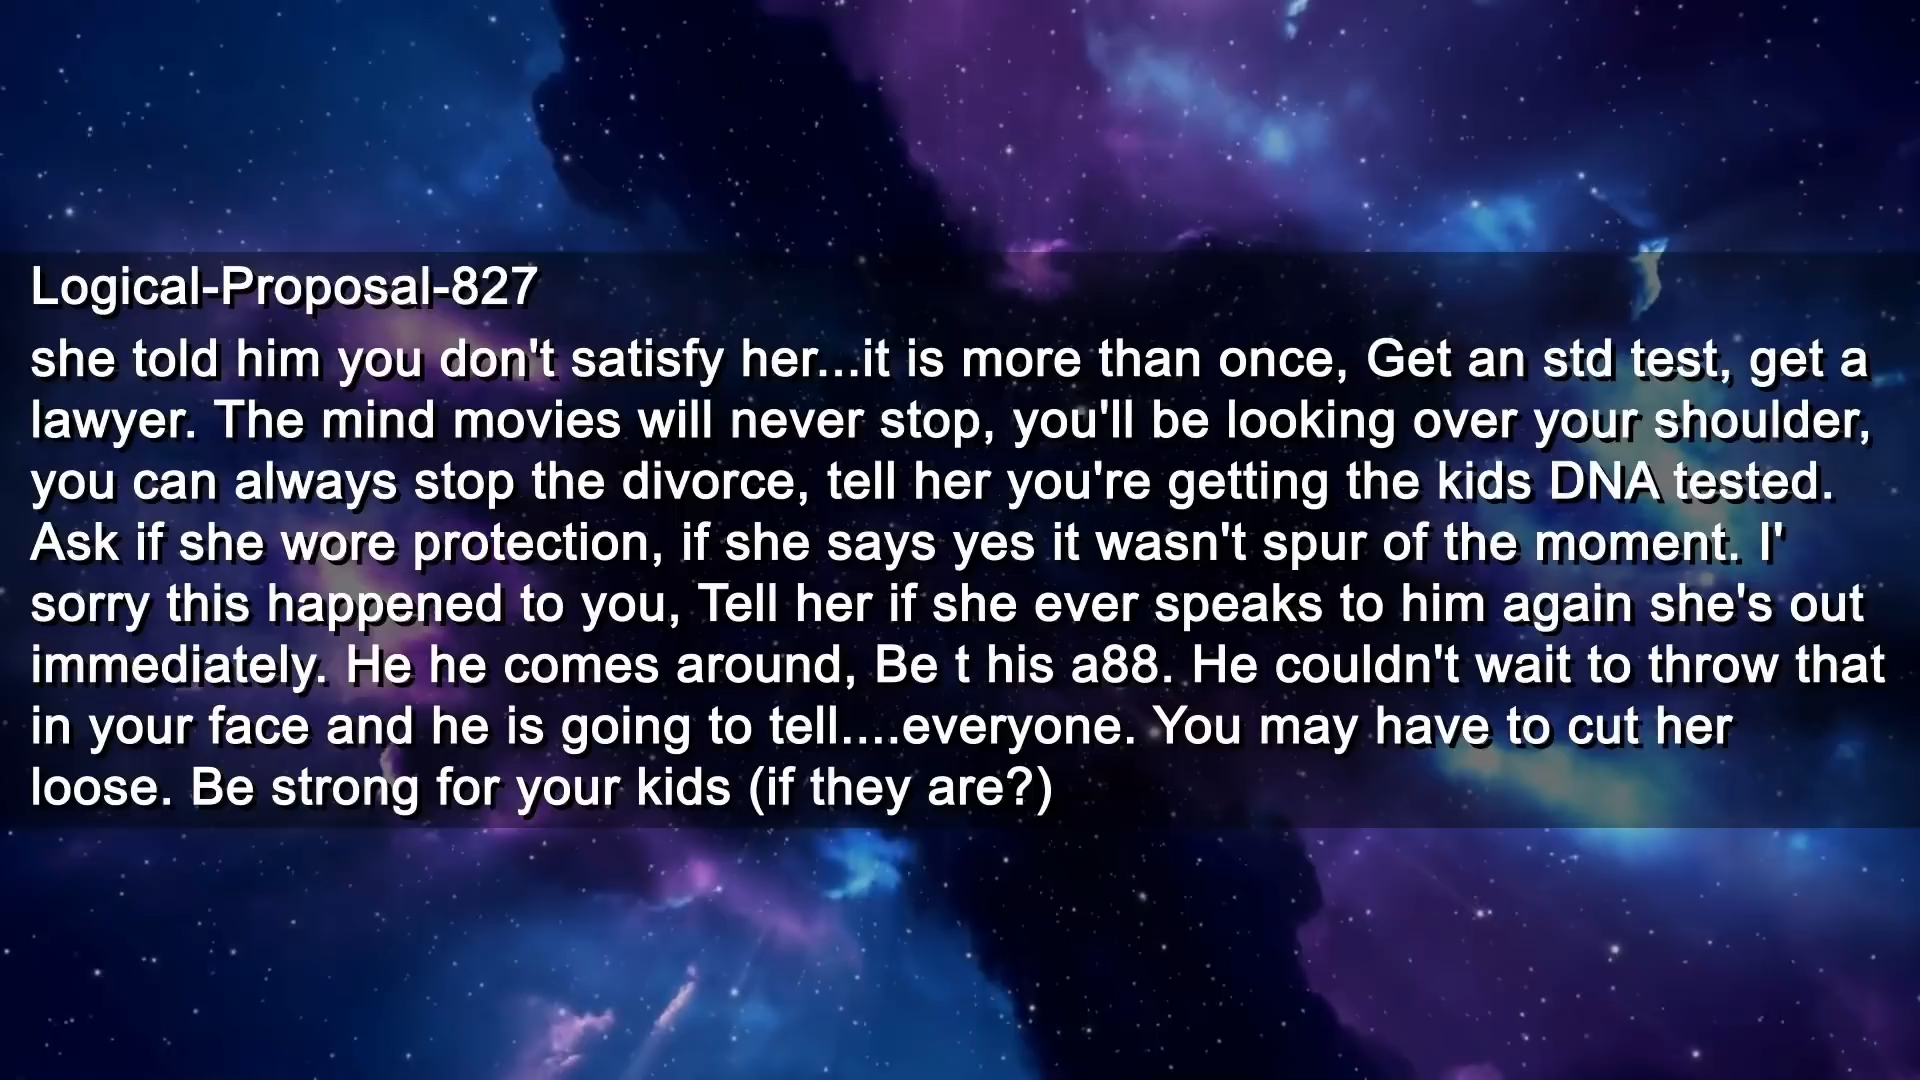 Logical-Proposal-827
she told him you don't satisfy her...it is more than once, Get an std test, get a
lawyer. The mind movies will never stop, you'll be looking over your shoulder,
you can always stop the divorce, tell her you're getting the kids DNA tested.
Ask if she wore protection, if she says yes it wasn't spur of the moment. I'
sorry this happened to you, Tell her if she ever speaks to him again she's out
immediately. He he comes around, Be t his a88. He couldn't wait to throw that
in your face and he is going to tell....everyone. You may have to cut her
loose. Be strong for your kids (if they are?)